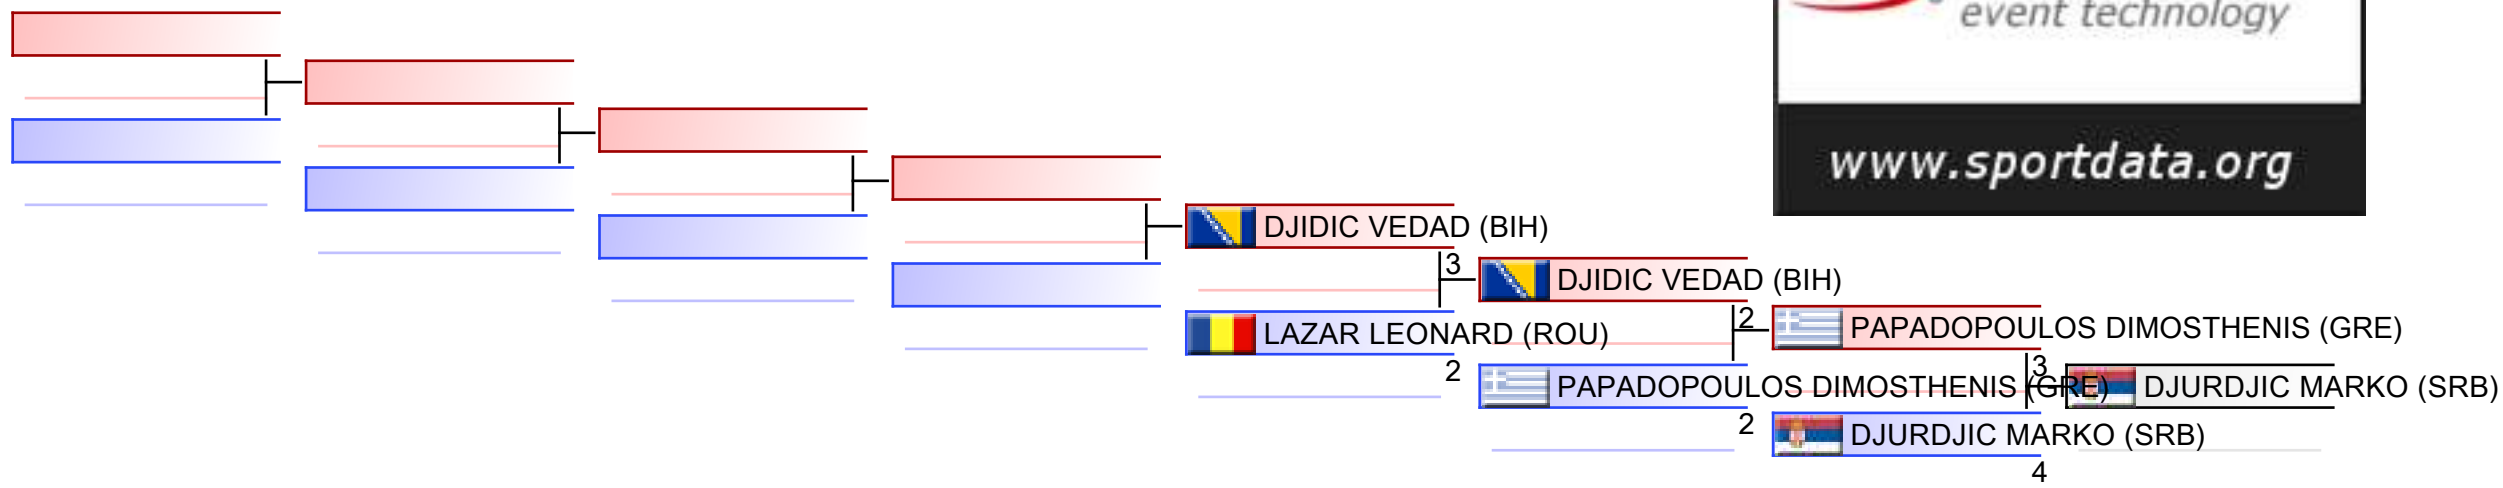 event technology
www.sportdata.org
DJIDIC VEDAD (BIH)
3
DJIDIC VEDAD (BIH)
LAZAR LEONARD (ROU)
2
2
PAPADOPOULOS DIMOSTHENIS (GRE)
3
PAPADOPOULOS DIMOSTHENIS (GRE)
2
DJURDJIC MARKO (SRB)
DJURDJIC MARKO (SRB)
4